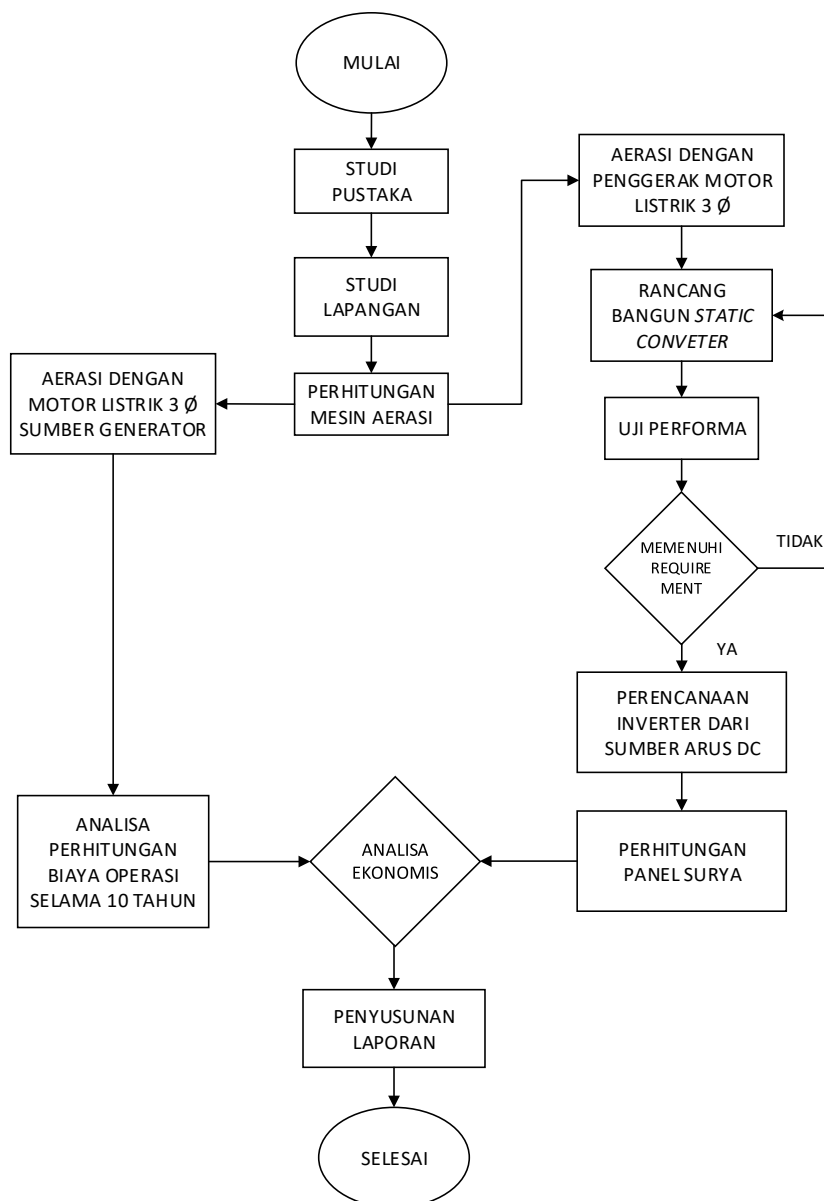 MULAI
STUDI
PUSTAKA
STUDI
LAPANGAN
PERHITUNGAN
MESIN AERASI
AERASI DENGAN
MOTOR LISTRIK 3 Ø
SUMBER GENERATOR
ANALISA
PERHITUNGAN
BIAYA OPERASI
SELAMA 10 TAHUN
AERASI DENGAN
PENGGERAK MOTOR
LISTRIK 3 Ø
RANCANG
BANGUN STATIC
CONVETER
UJI PERFORMA
MEMENUHI
REQUIRE
MENT
TIDAK
YA
PERENCANAAN
INVERTER DARI
SUMBER ARUS DC
PERHITUNGAN
PANEL SURYA
ANALISA
EKONOMIS
PENYUSUNAN
LAPORAN
SELESAI